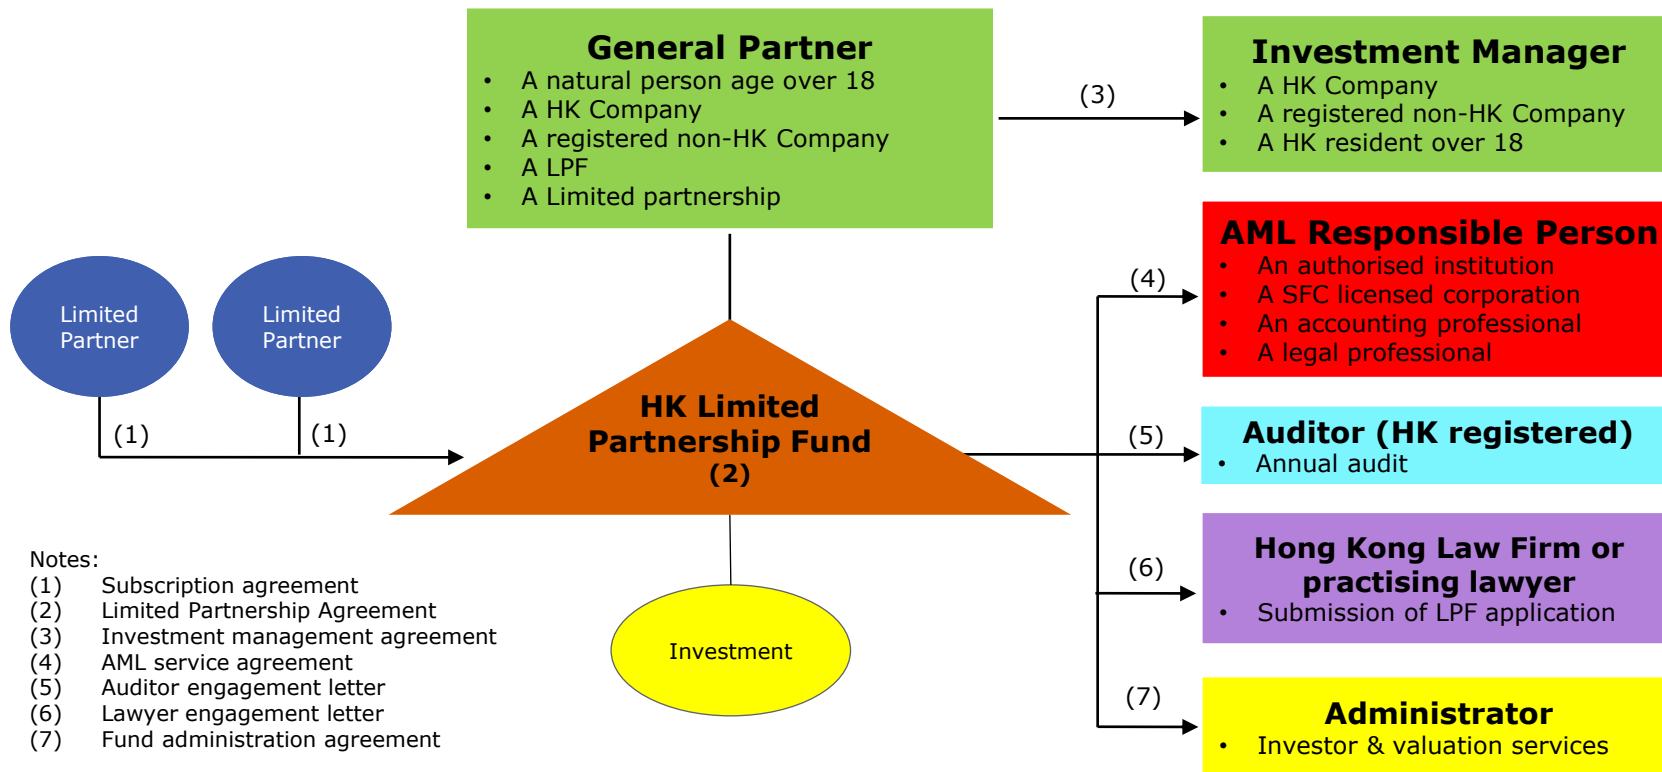 General Partner
• A natural person age over 18
• A HK Company
• A registered non-HK Company
• A LPF
• A Limited partnership
(3)
Investment Manager
• A HK Company
• A registered non-HK Company
• A HK resident over 18
AML Responsible Person
• An authorised institution
• A SFC licensed corporation
• An accounting professional
• A legal professional
(4)
Limited
Partner
Limited
Partner
(1)
(1)
HK Limited
Partnership Fund
(2)
(5)
Auditor (HK registered)
• Annual audit
(6)
Hong Kong Law Firm or
practising lawyer
• Submission of LPF application
Investment
(7)
Administrator
• Investor & valuation services
Notes:
(1) Subscription agreement
(2) Limited Partnership Agreement
(3) Investment management agreement
(4) AML service agreement
(5) Auditor engagement letter
(6) Lawyer engagement letter
(7) Fund administration agreement